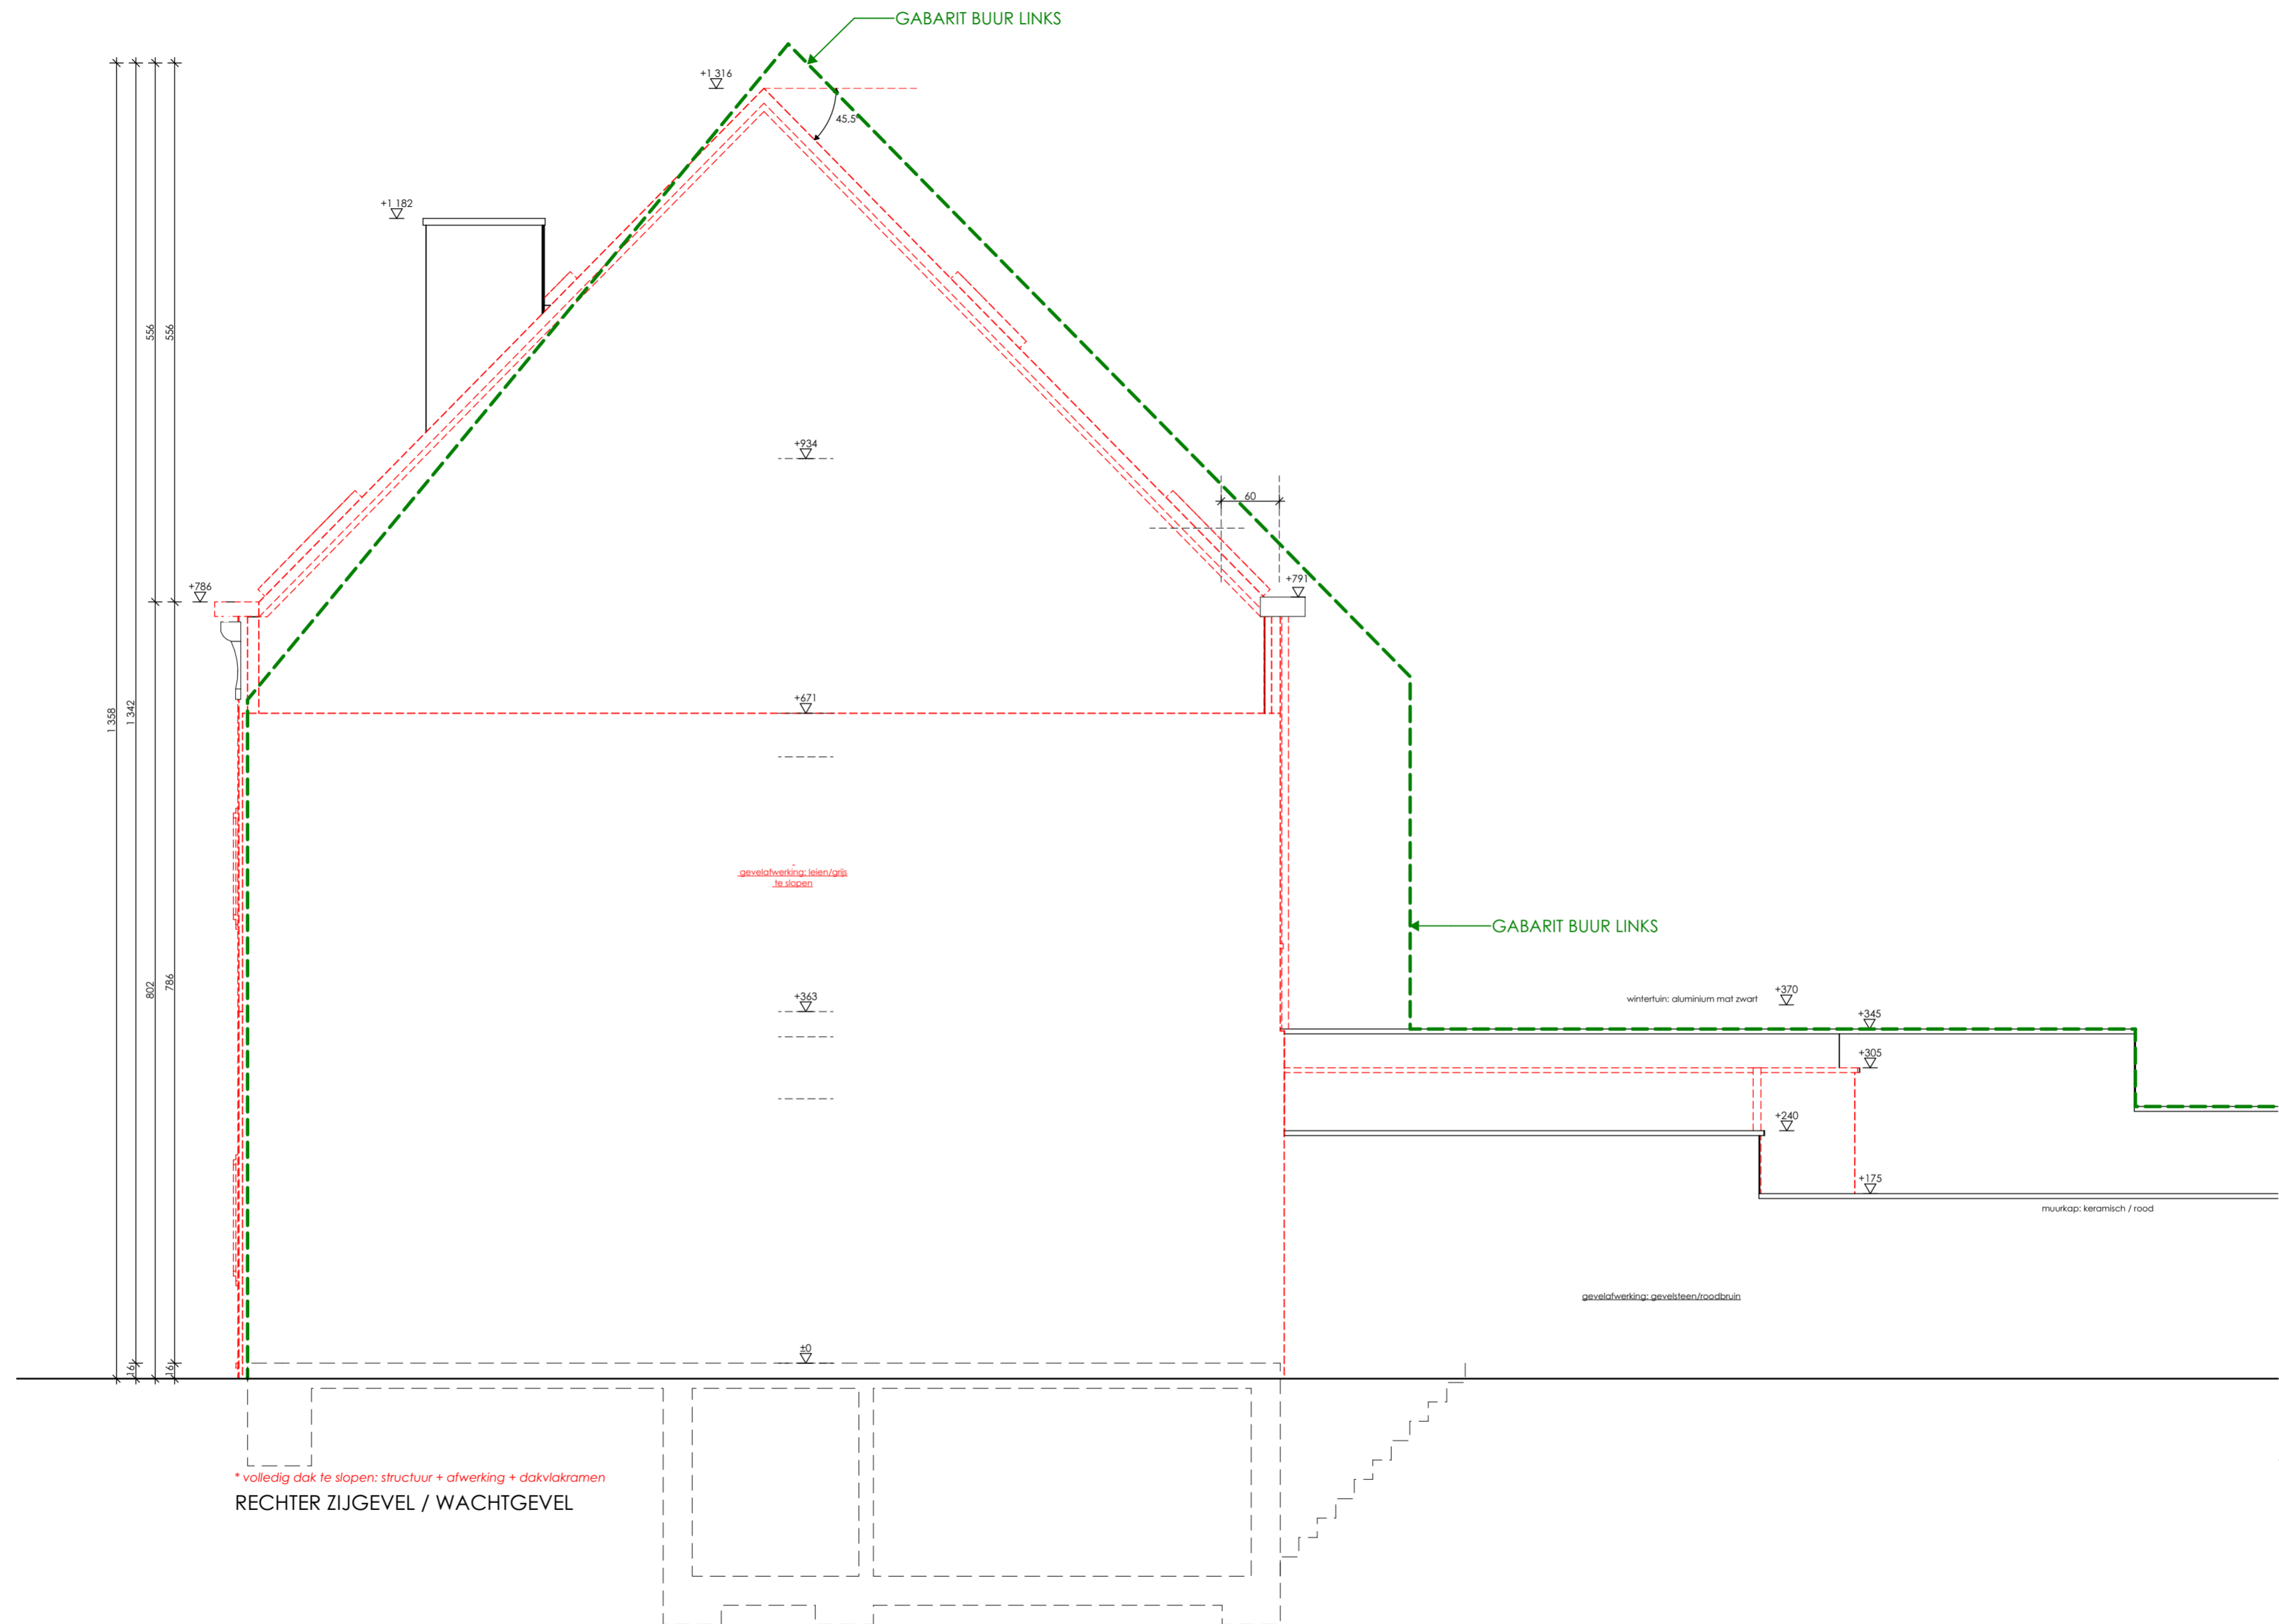 GABARIT BUUR LINKS
+1 316
45,5°
+1 182
556
556
+934
60
+786
+791
+671
1 358
1 342
gevelafwerking: leien/grijs
te slopen
GABARIT BUUR LINKS
802
786
+363
wintertuin: aluminium mat zwart
+370
+345
+305
+240
+175
muurkap: keramisch / rood
gevelafwerking: gevelsteen/roodbruin
±0
16
16
* volledig dak te slopen: structuur + afwerking + dakvlakramen
RECHTER ZIJGEVEL / WACHTGEVEL